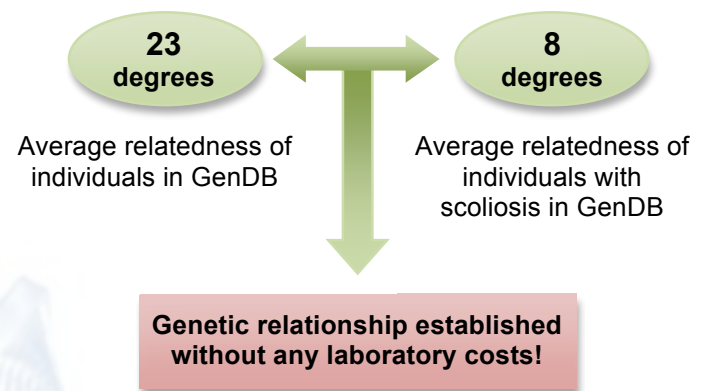 23
degrees
8
degrees
Average relatedness of
individuals in GenDB
Average relatedness of
individuals with
scoliosis in GenDB
Genetic relationship established
without any laboratory costs!